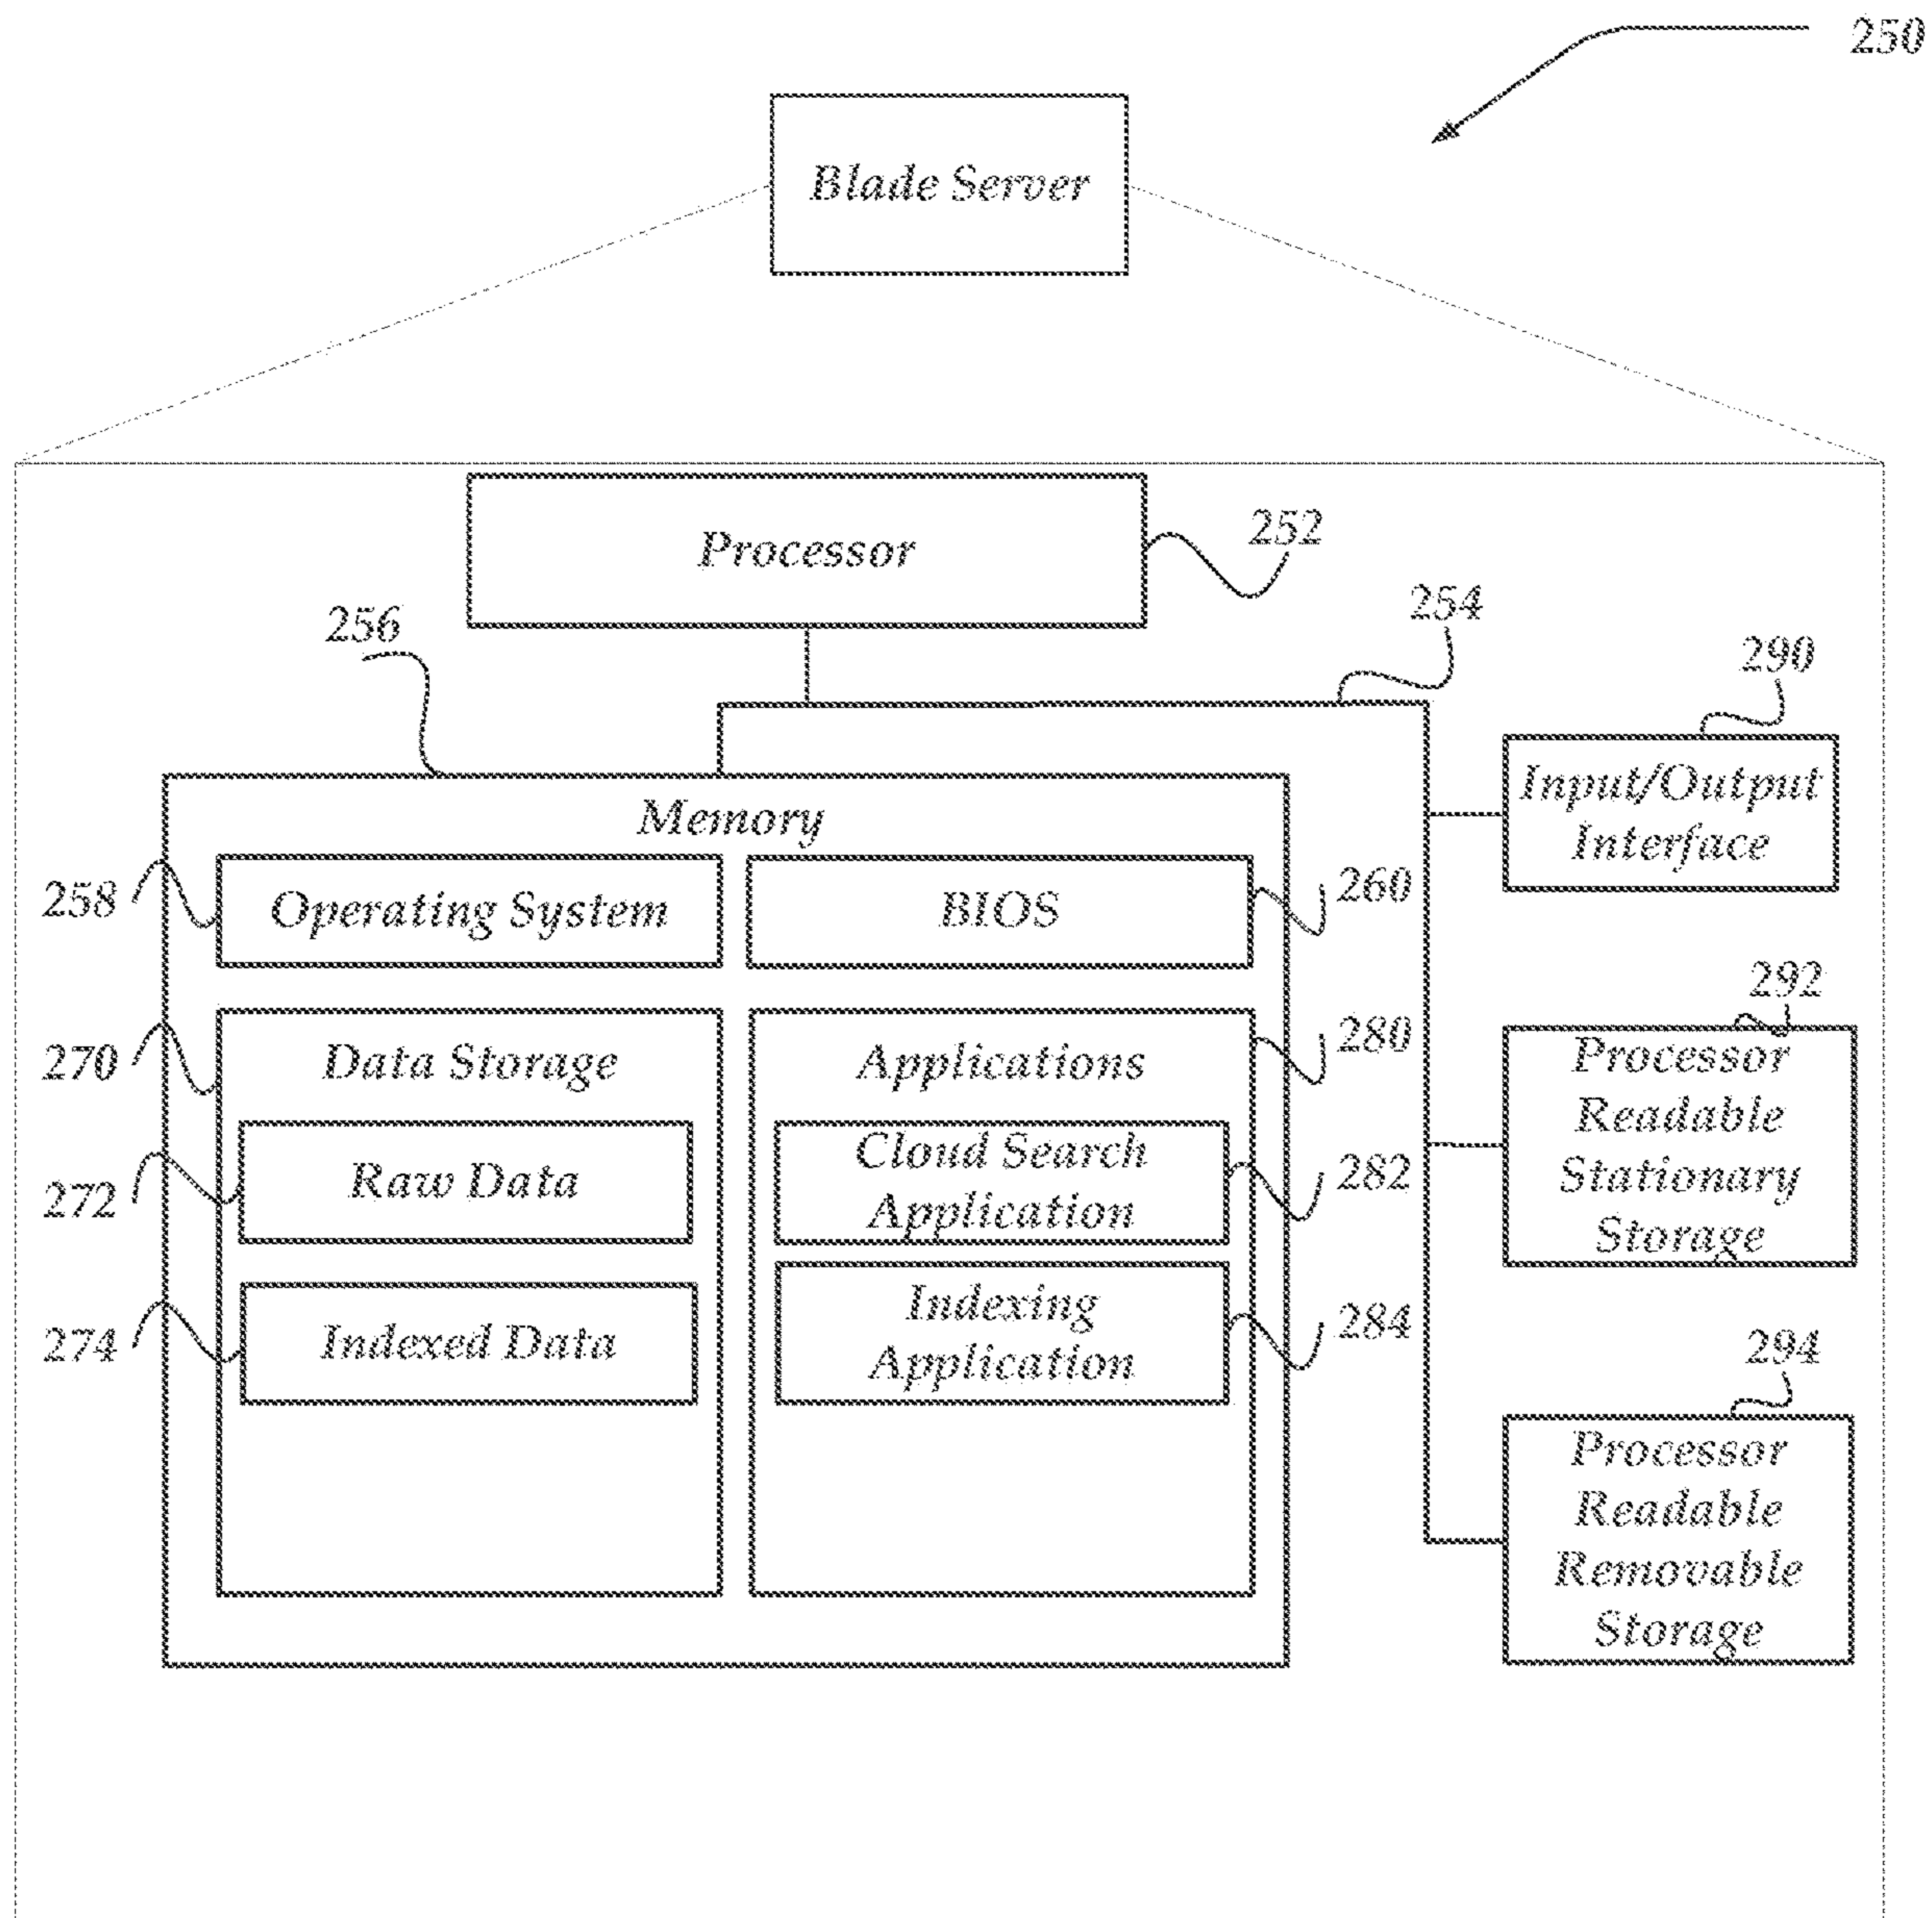 250
Blade Server
Processor
252
256
254
290
Input/Output
Interface
Memory
258
Operating System
BIOS
260
292
Processor
Readable
Stationary
Storage
270
Data Storage
Applications
280
272
Raw Data
Cloud Search
Application
282
274
Indexed Data
Indexing
Application
284
294
Processor
Readable
Removable
Storage